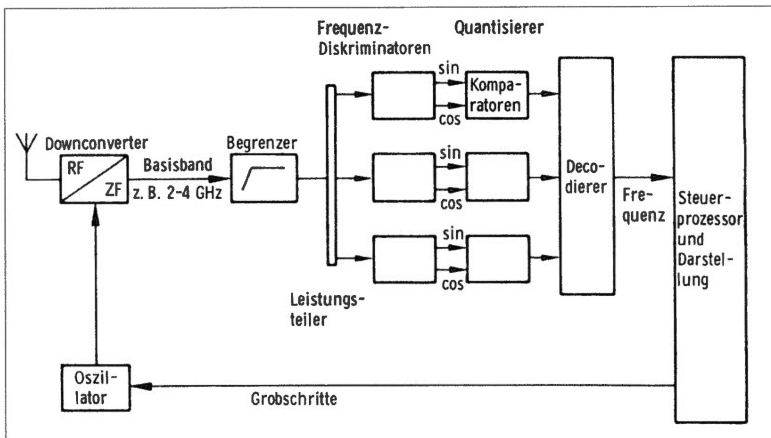 Frequenz-
Diskriminatoren
Quantisierer
sin
cos
Kompa-
ratoren
Downconverter
RF
ZF
Basisband
z. B. 2-4 GHz
Begrenzer
sin
cos
Deco-
dierer
Fre-
quenz
Steuer-
prozessor
und
Darstel-
lung
sin
cos
Leistungs-
teiler
Oszil-
lator
Grobschritte